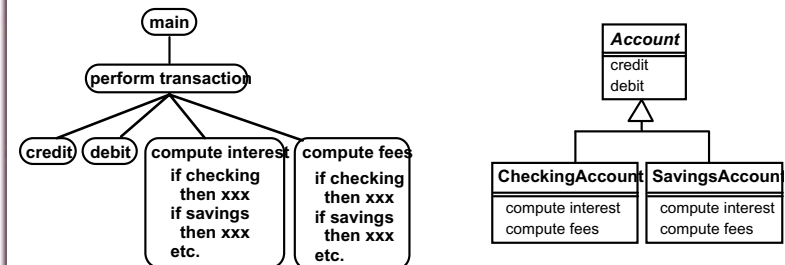 main
perform transaction
credit
debit
compute interest
if checking
then xxx
if savings
then xxx
etc.
compute fees
if checking
then xxx
if savings
then xxx
etc.
Account
credit
debit
CheckingAccount
compute interest
compute fees
SavingsAccount
compute interest
compute fees